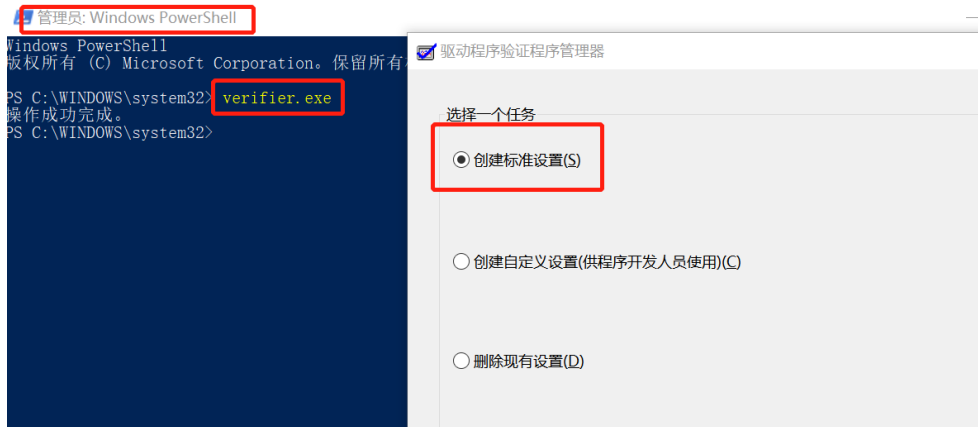 管理员: Windows PowerShell
Windows PowerShell
版权所有 (C) Microsoft Corporation。保留所有
PS C:\WINDOWS\system32> verifier.exe
操作成功完成。
PS C:\WINDOWS\system32>
驱动程序验证程序管理器
选择一个任务
创建标准设置(S)
创建自定义设置(供程序开发人员使用)(C)
删除现有设置(D)